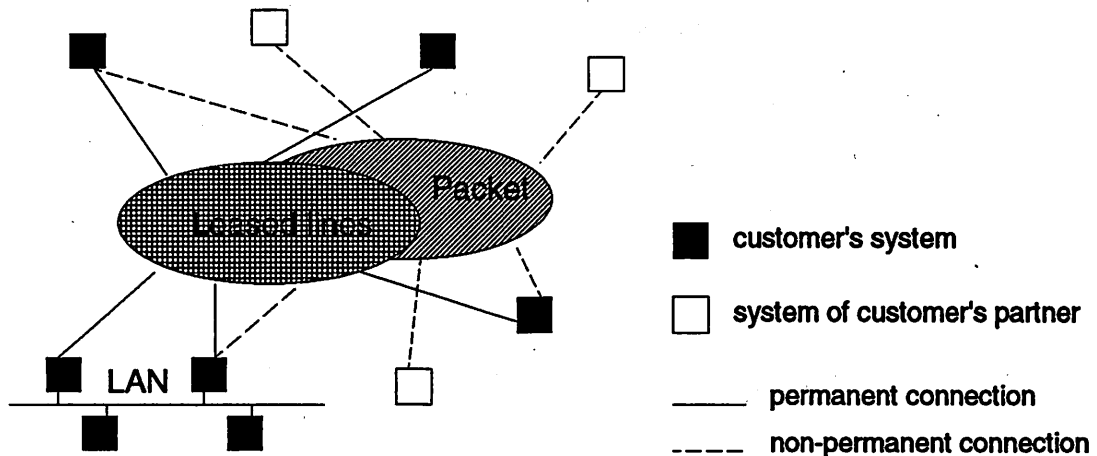 Packet
Leased lines
LAN
customer's system
system of customer's partner
permanent connection
non-permanent connection